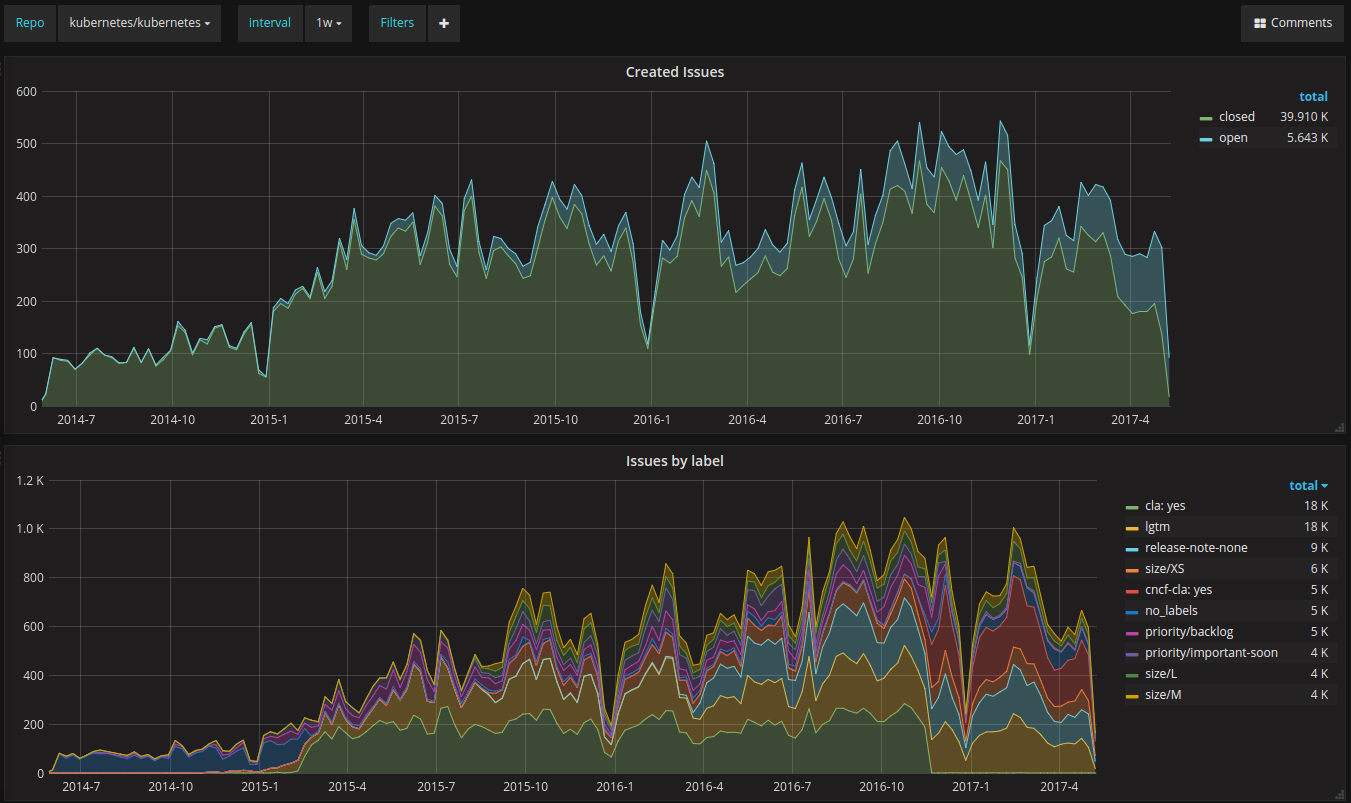 Repo kubernetes/kubernetes interval 1w Filters + Comments
Created Issues
600
500
400
300
200
100
0
2014-7 2014-10 2015-1 2015-4 2015-7 2015-10 2016-1 2016-4 2016-7 2016-10 2017-1 2017-4
total
closed 39.910 K
open 5.643 K
Issues by label
1.2 K
1.0 K
800
600
400
200
0
2014-7 2014-10 2015-1 2015-4 2015-7 2015-10 2016-1 2016-4 2016-7 2016-10 2017-1 2017-4
total
cla: yes 18 K
lgtm 18 K
release-note-none 9 K
size/XS 6 K
cncf-cla: yes 5 K
no_labels 5 K
priority/backlog 5 K
priority/important-soon 4 K
size/L 4 K
size/M 4 K